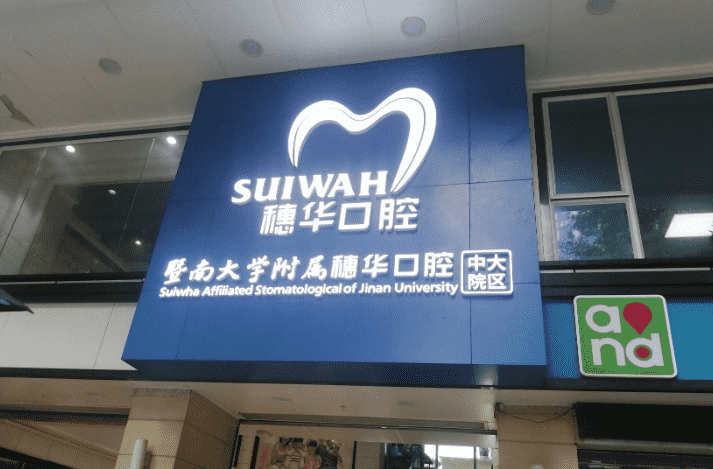 SUIWAH
穗华口腔
暨南大学附属穗华口腔 中大院区
Suiwha Affiliated Stomatological of Jinan University
and